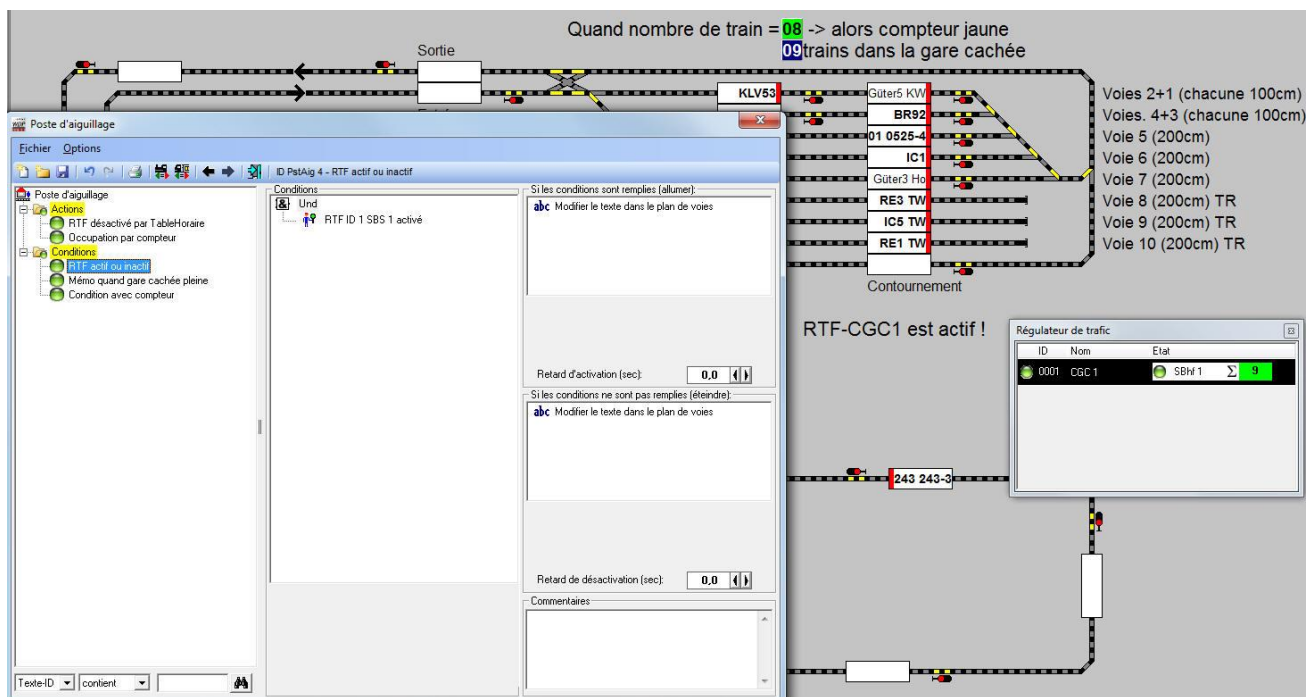 Quand nombre de train = 08 -> alors compteur jaune
09 trains dans la gare cachée
Sortie
KLV53
Güter5 KW
BR92
01 0525-4
IC1
Güter3 Ho
RE3 TW
IC5 TW
RE1 TW
Contournement
Voies 2+1 (chacune 100cm)
Voies. 4+3 (chacune 100cm)
Voie 5 (200cm)
Voie 6 (200cm)
Voie 7 (200cm)
Voie 8 (200cm) TR
Voie 9 (200cm) TR
Voie 10 (200cm) TR
Poste d'aiguillage
Fichier Options
ID PstAig 4 - RTF actif ou inactif
Poste d'aiguillage
Actions
RTF désactivé par TableHoraire
Occupation par compteur
Conditions
RTF actif ou inactif
Mémo quand gare cachée pleine
Condition avec compteur
Texte-ID contient
Conditions
& Und
RTF ID 1 SBS 1 activé
Si les conditions sont remplies (allumer):
abc Modifier le texte dans le plan de voies
Retard d'activation (sec): 0,0
Si les conditions ne sont pas remplies (éteindre):
abc Modifier le texte dans le plan de voies
Retard de désactivation (sec): 0,0
Commentaires
RTF-CGC1 est actif !
Régulateur de trafic
ID Nom Etat
0001 CGC 1 SBhf 1 Σ 9
243 243-3